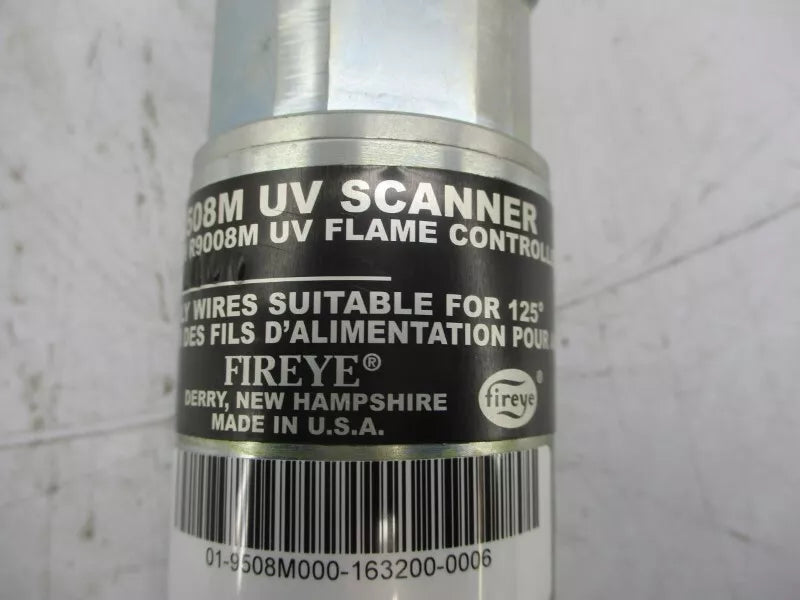 508M UV SCANNER
R9008M UV FLAME CONTROLL
LY WIRES SUITABLE FOR 125°
DES FILS D'ALIMENTATION POUR
FIREYE®
fireye®
DERRY, NEW HAMPSHIRE
MADE IN U.S.A.
01-9508M000-163200-0006